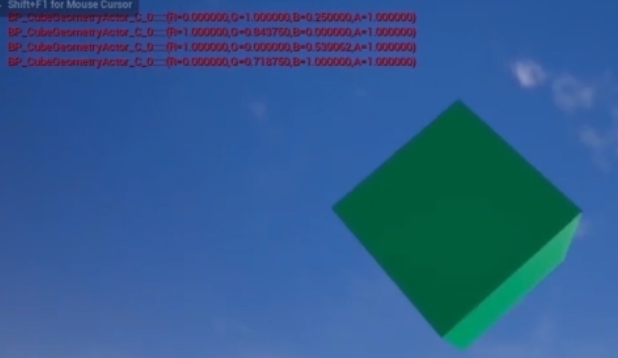 Shift+F1 for Mouse Cursor
BP_CubeGeometryActor_C_0:::::(R=0.000000,G=1.000000,B=0.250000,A=1.000000)
BP_CubeGeometryActor_C_0:::::(R=1.000000,G=0.843750,B=0.000000,A=1.000000)
BP_CubeGeometryActor_C_0:::::(R=1.000000,G=0.000000,B=0.539062,A=1.000000)
BP_CubeGeometryActor_C_0:::::(R=0.000000,G=0.718750,B=1.000000,A=1.000000)